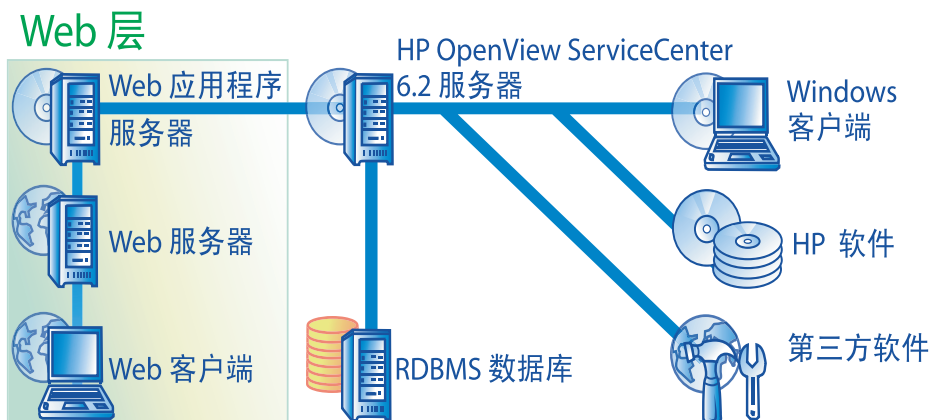 Web 层
HP OpenView ServiceCenter
6.2 服务器
Web 应用程序
服务器
Windows
客户端
Web 服务器
HP 软件
Web 客户端
RDBMS 数据库
第三方软件